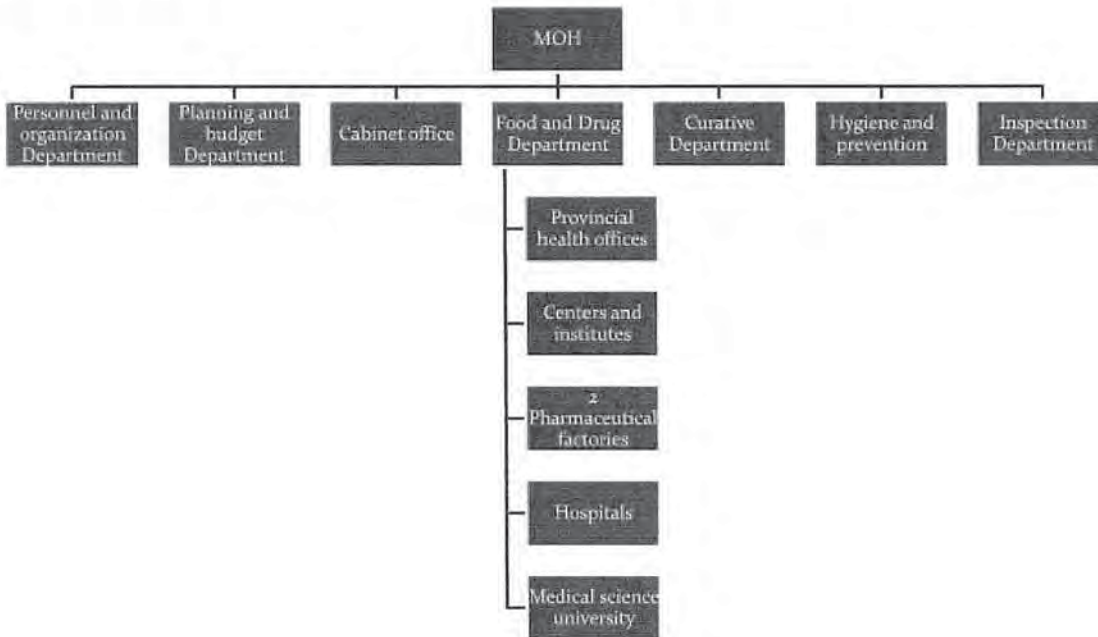 MOH
Personnel and
organization
Department
Planning and
budget
Department
Cabinet office
Food and Drug
Department
Curative
Department
Hygiene and
prevention
Inspection
Department
Provincial
health offices
Centers and
institutes
2
Pharmaceutical
factories
Hospitals
Medical science
university